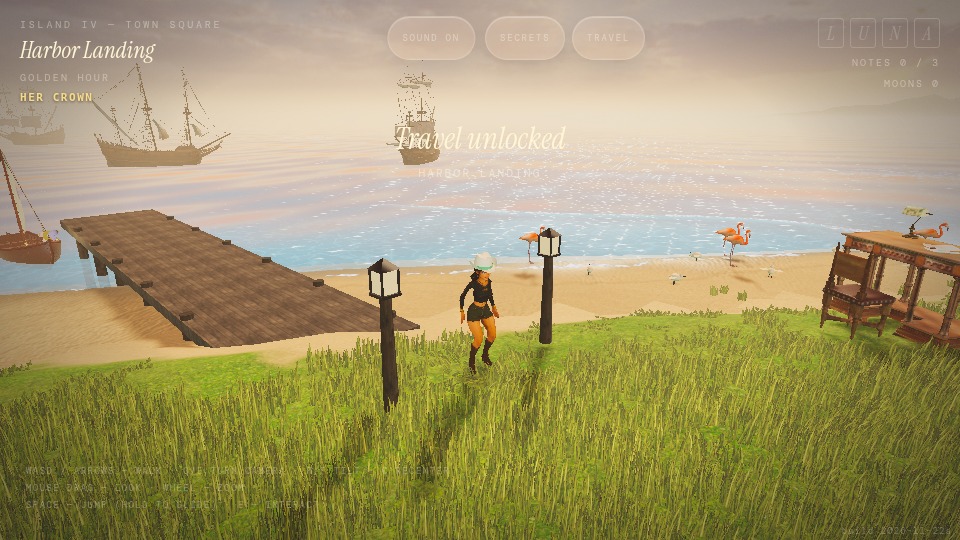 ISLAND IV — TOWN SQUARE
Harbor Landing
GOLDEN HOUR
HER CROWN
SOUND ON
SECRETS
TRAVEL
L U N A
NOTES 0 / 3
MOONS 0
Travel unlocked
HARBOR LANDING